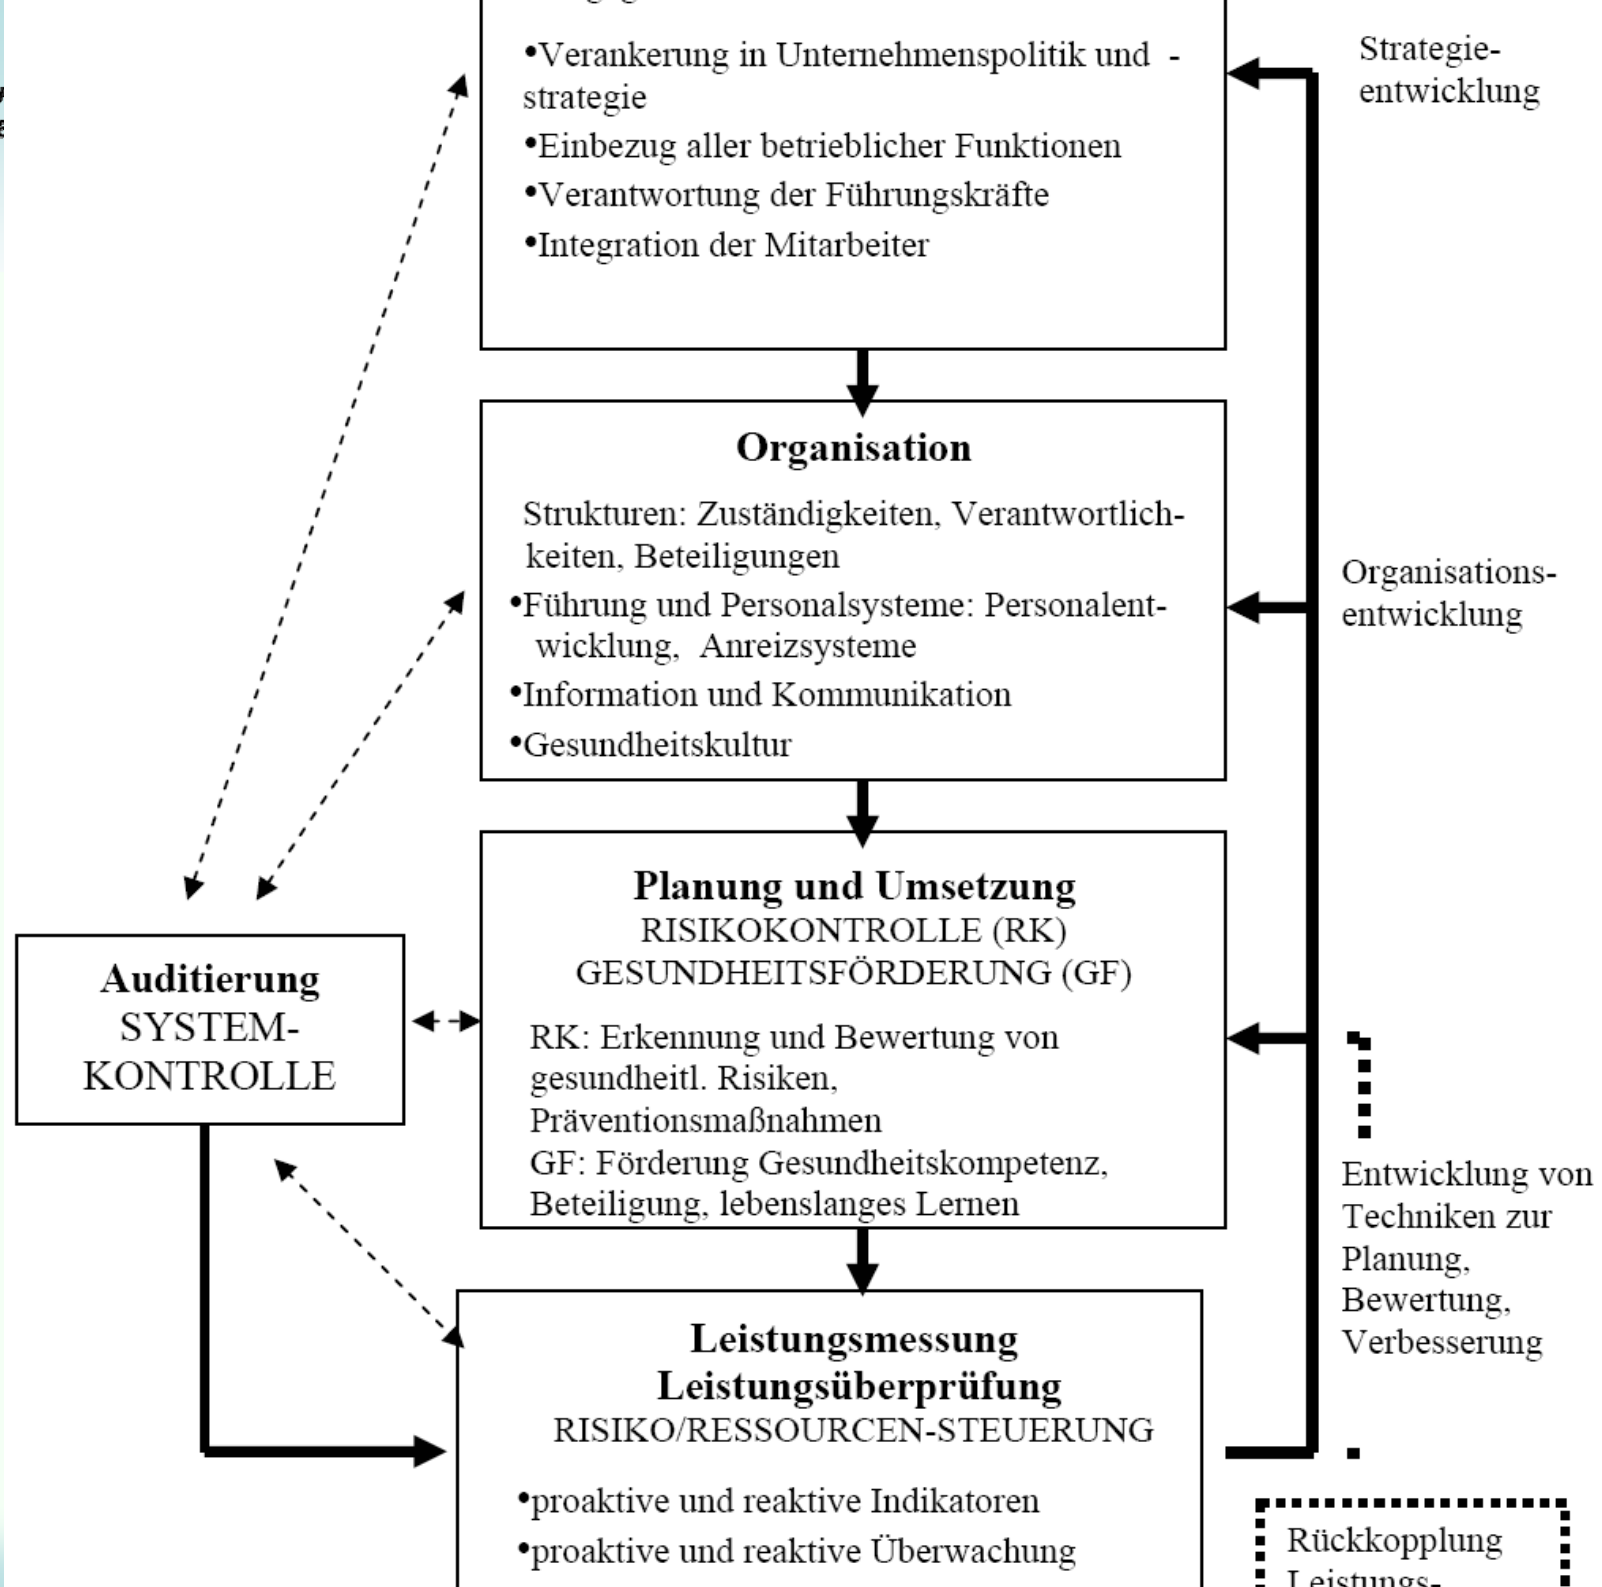 •Verankerung in Unternehmenspolitik und -
strategie
•Einbezug aller betrieblicher Funktionen
•Verantwortung der Führungskräfte
•Integration der Mitarbeiter
Strategie-
entwicklung
Organisation
Strukturen: Zuständigkeiten, Verantwortlich-
keiten, Beteiligungen
•Führung und Personalsysteme: Personalent-
wicklung, Anreizsysteme
•Information und Kommunikation
•Gesundheitskultur
Organisations-
entwicklung
Auditierung
SYSTEM-
KONTROLLE
Planung und Umsetzung
RISIKOKONTROLLE (RK)
GESUNDHEITSFÖRDERUNG (GF)
RK: Erkennung und Bewertung von
gesundheitl. Risiken,
Präventionsmaßnahmen
GF: Förderung Gesundheitskompetenz,
Beteiligung, lebenslanges Lernen
Entwicklung von
Techniken zur
Planung,
Bewertung,
Verbesserung
Leistungsmessung
Leistungsüberprüfung
RISIKO/RESSOURCEN-STEUERUNG
•proaktive und reaktive Indikatoren
•proaktive und reaktive Überwachung
Rückkopplung
Leistungs-